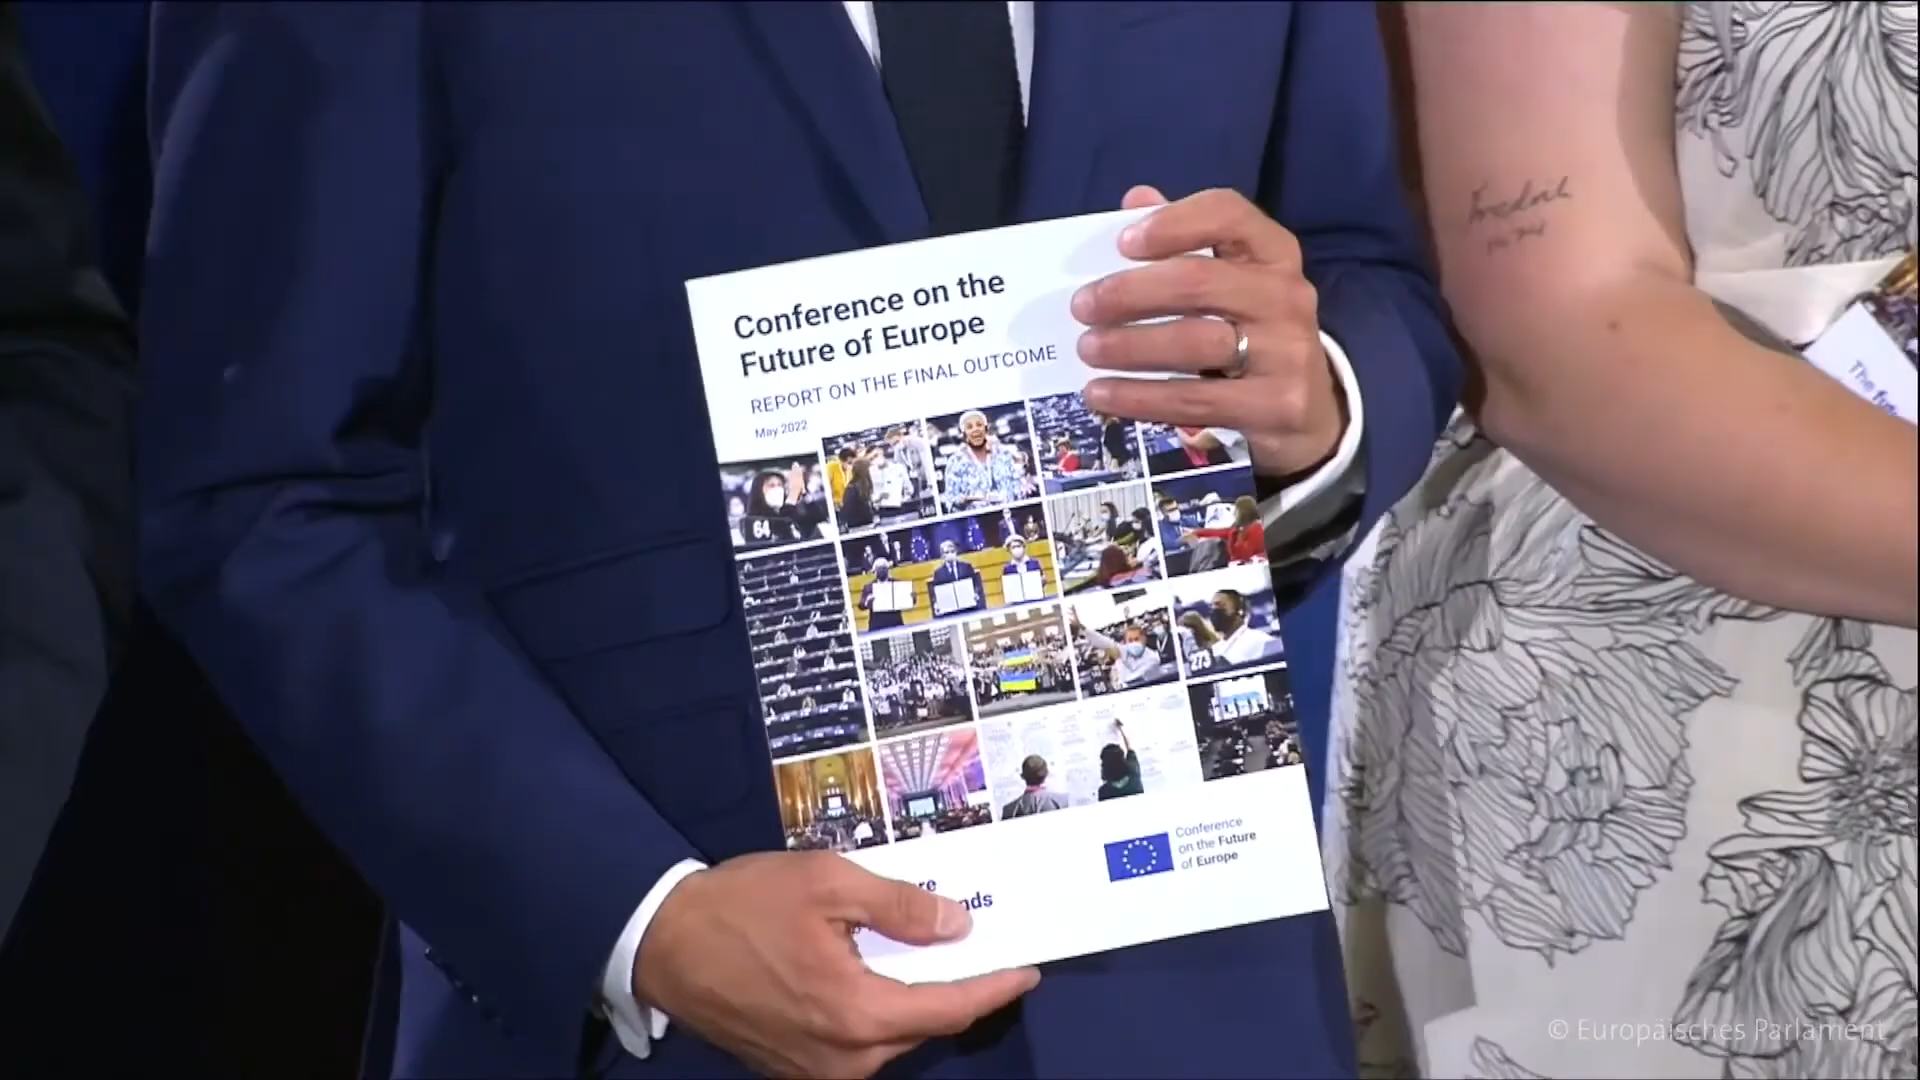 Conference on the
Future of Europe
REPORT ON THE FINAL OUTCOME
May 2022
64
273
Conference
on the Future
of Europe
© Europäisches Parlament